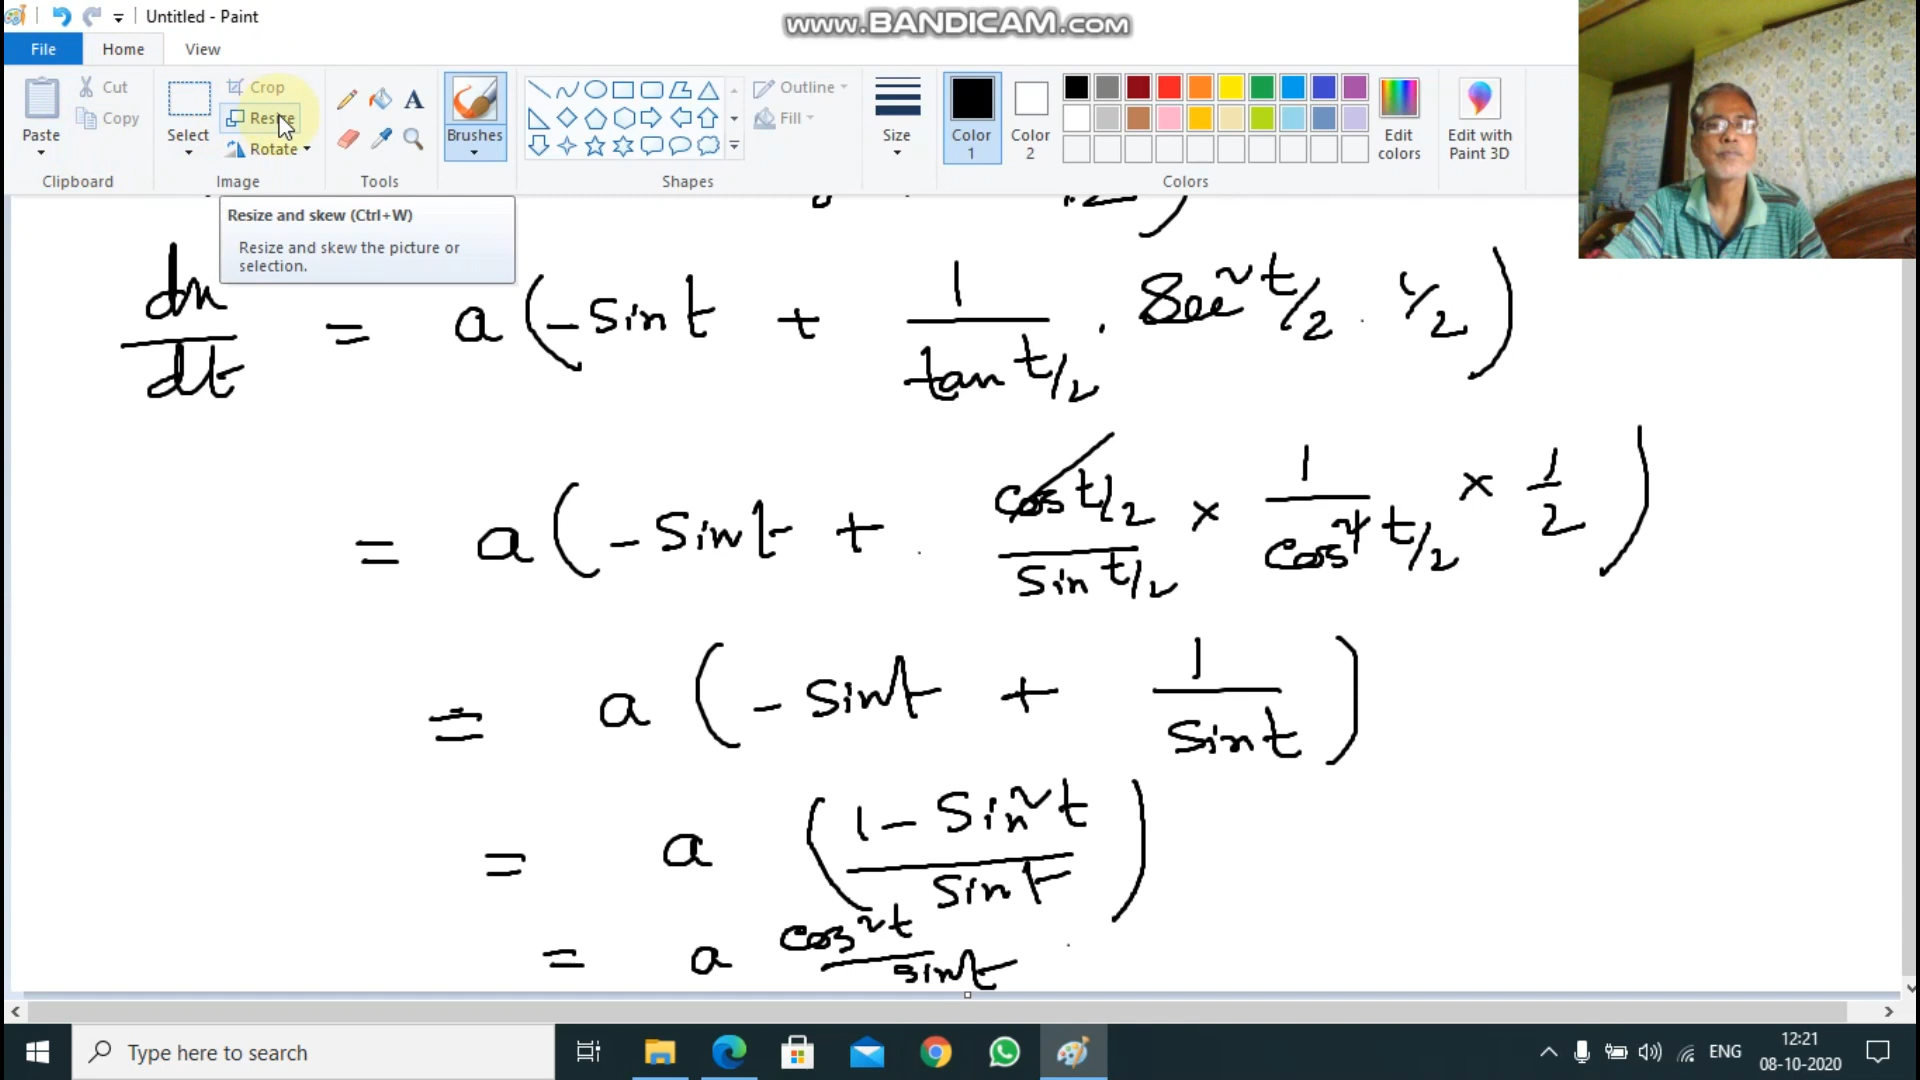 Untitled - Paint
www.BANDICAM.com
File Home View
Paste
Cut
Copy
Clipboard
Select
Crop
Resize
Rotate
Image
Tools
Brushes
Shapes
Outline
Fill
Size
Color 1
Color 2
Edit colors
Edit with Paint 3D
Colors
Resize and skew (Ctrl+W)
Resize and skew the picture or
selection.
dx/dt = a(-sin t + 1/tan t/2 . Sec² t/2 . 1/2)
= a(-sin t + cos t/2 / sin t/2 × 1/cos² t/2 × 1/2)
= a(-sin t + 1/sin t)
= a (1 - Sin² t / sin t)
= a cos² t / sin t
Type here to search
ENG
12:21
08-10-2020